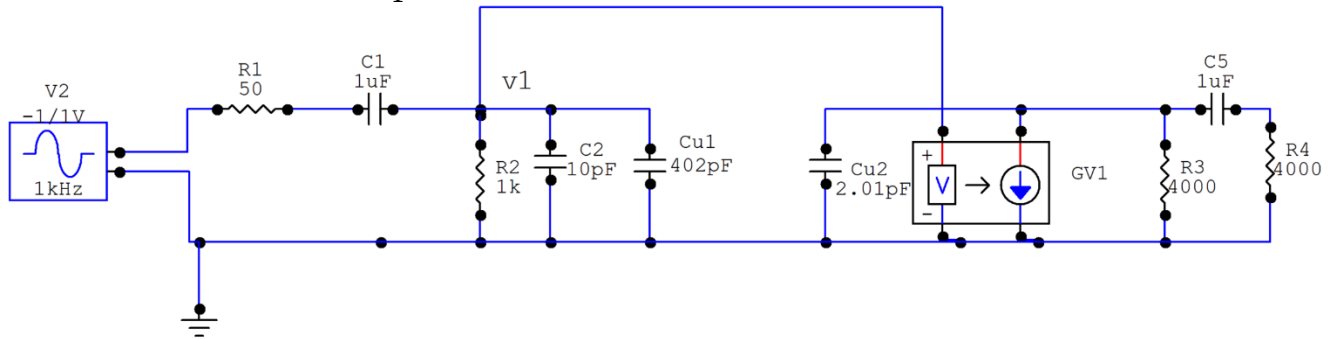 V2
-1/1V
1kHz
R1
50
C1
1uF
v1
R2
1k
C2
10pF
Cu1
402pF
Cu2
2.01pF
+
V
-
GV1
R3
4000
C5
1uF
R4
4000